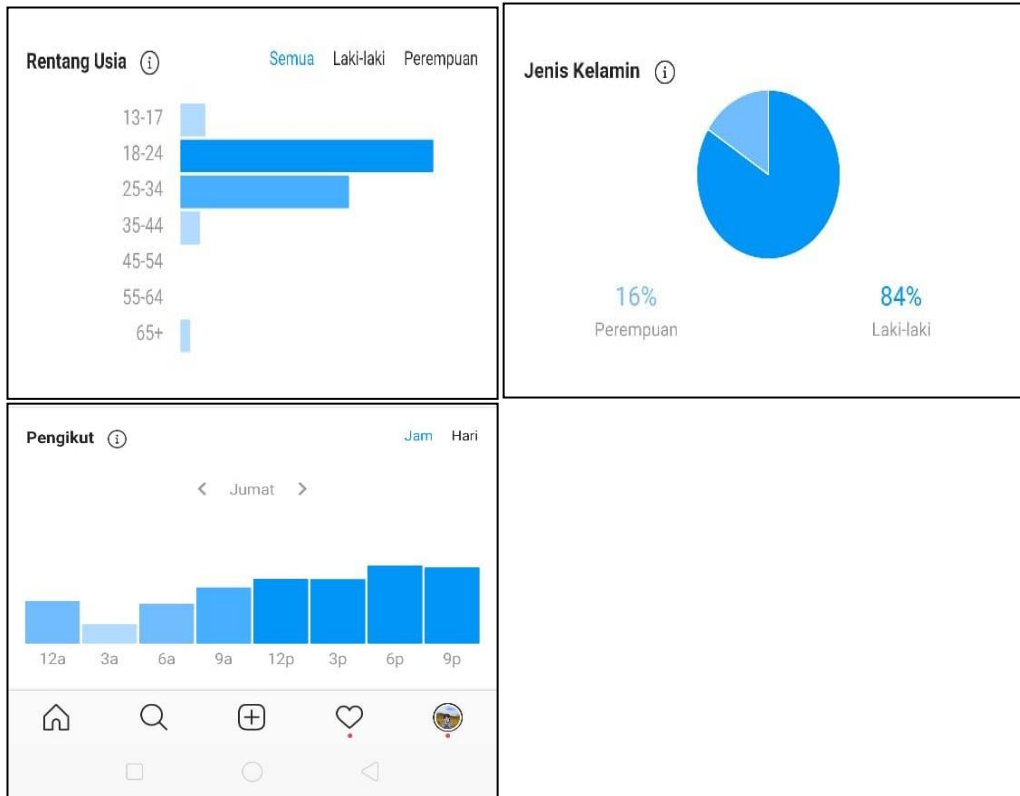 Rentang Usia
Semua Laki-laki Perempuan
13-17
18-24
25-34
35-44
45-54
55-64
65+
Jenis Kelamin
16% 84%
Perempuan Laki-laki
Pengikut
Jam Hari
Jumat
12a 3a 6a 9a 12p 3p 6p 9p